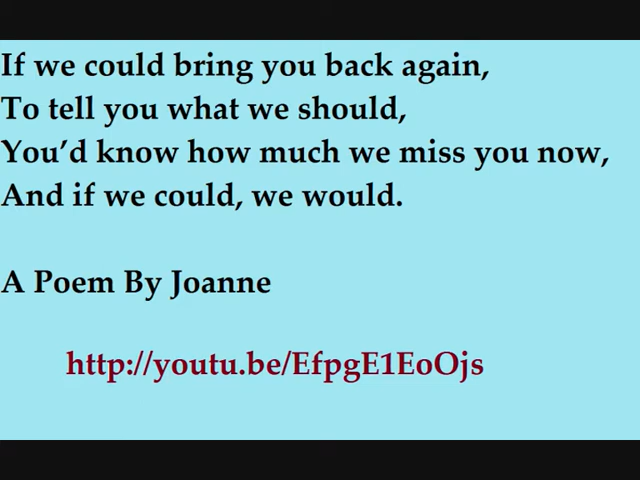 If we could bring you back again,
To tell you what we should,
You’d know how much we miss you now,
And if we could, we would.
A Poem By Joanne
http://youtu.be/EfpgE1EoOjs